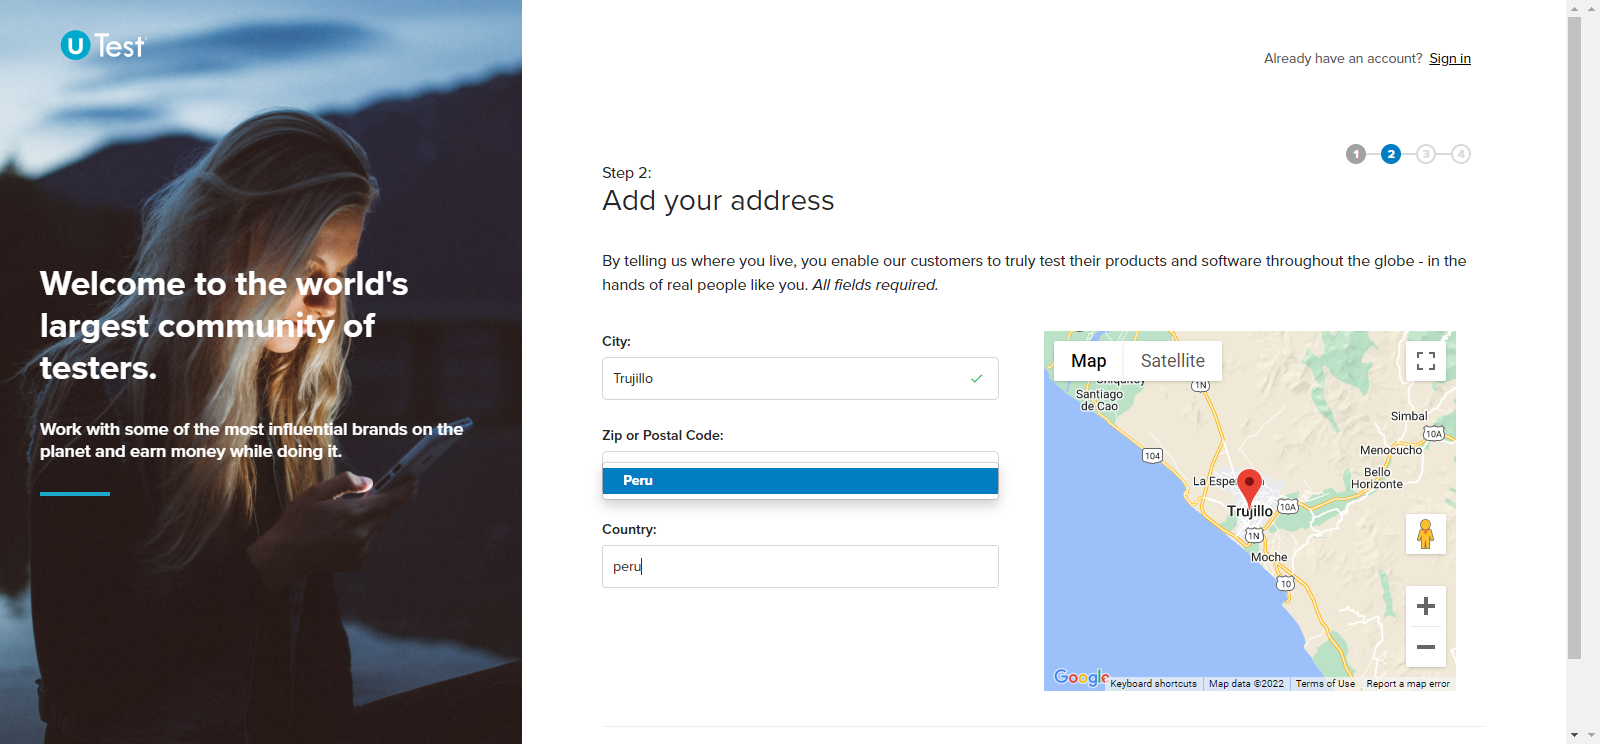 U Test
Already have an account? Sign in
1 2 3 4
Step 2:
Add your address
Welcome to the world's
largest community of
testers.
Work with some of the most influential brands on the
planet and earn money while doing it.
By telling us where you live, you enable our customers to truly test their products and software throughout the globe - in the
hands of real people like you. All fields required.
City:
Trujillo
Zip or Postal Code:
Peru
Country:
peru
Map
Satellite
1N
Santiago
de Cao
Simbal
10A
Menocucho
104
Bello
Horizonte
La Espe
Trujillo
10A
1N
Moche
10
Google
Keyboard shortcuts
Map data ©2022
Terms of Use
Report a map error